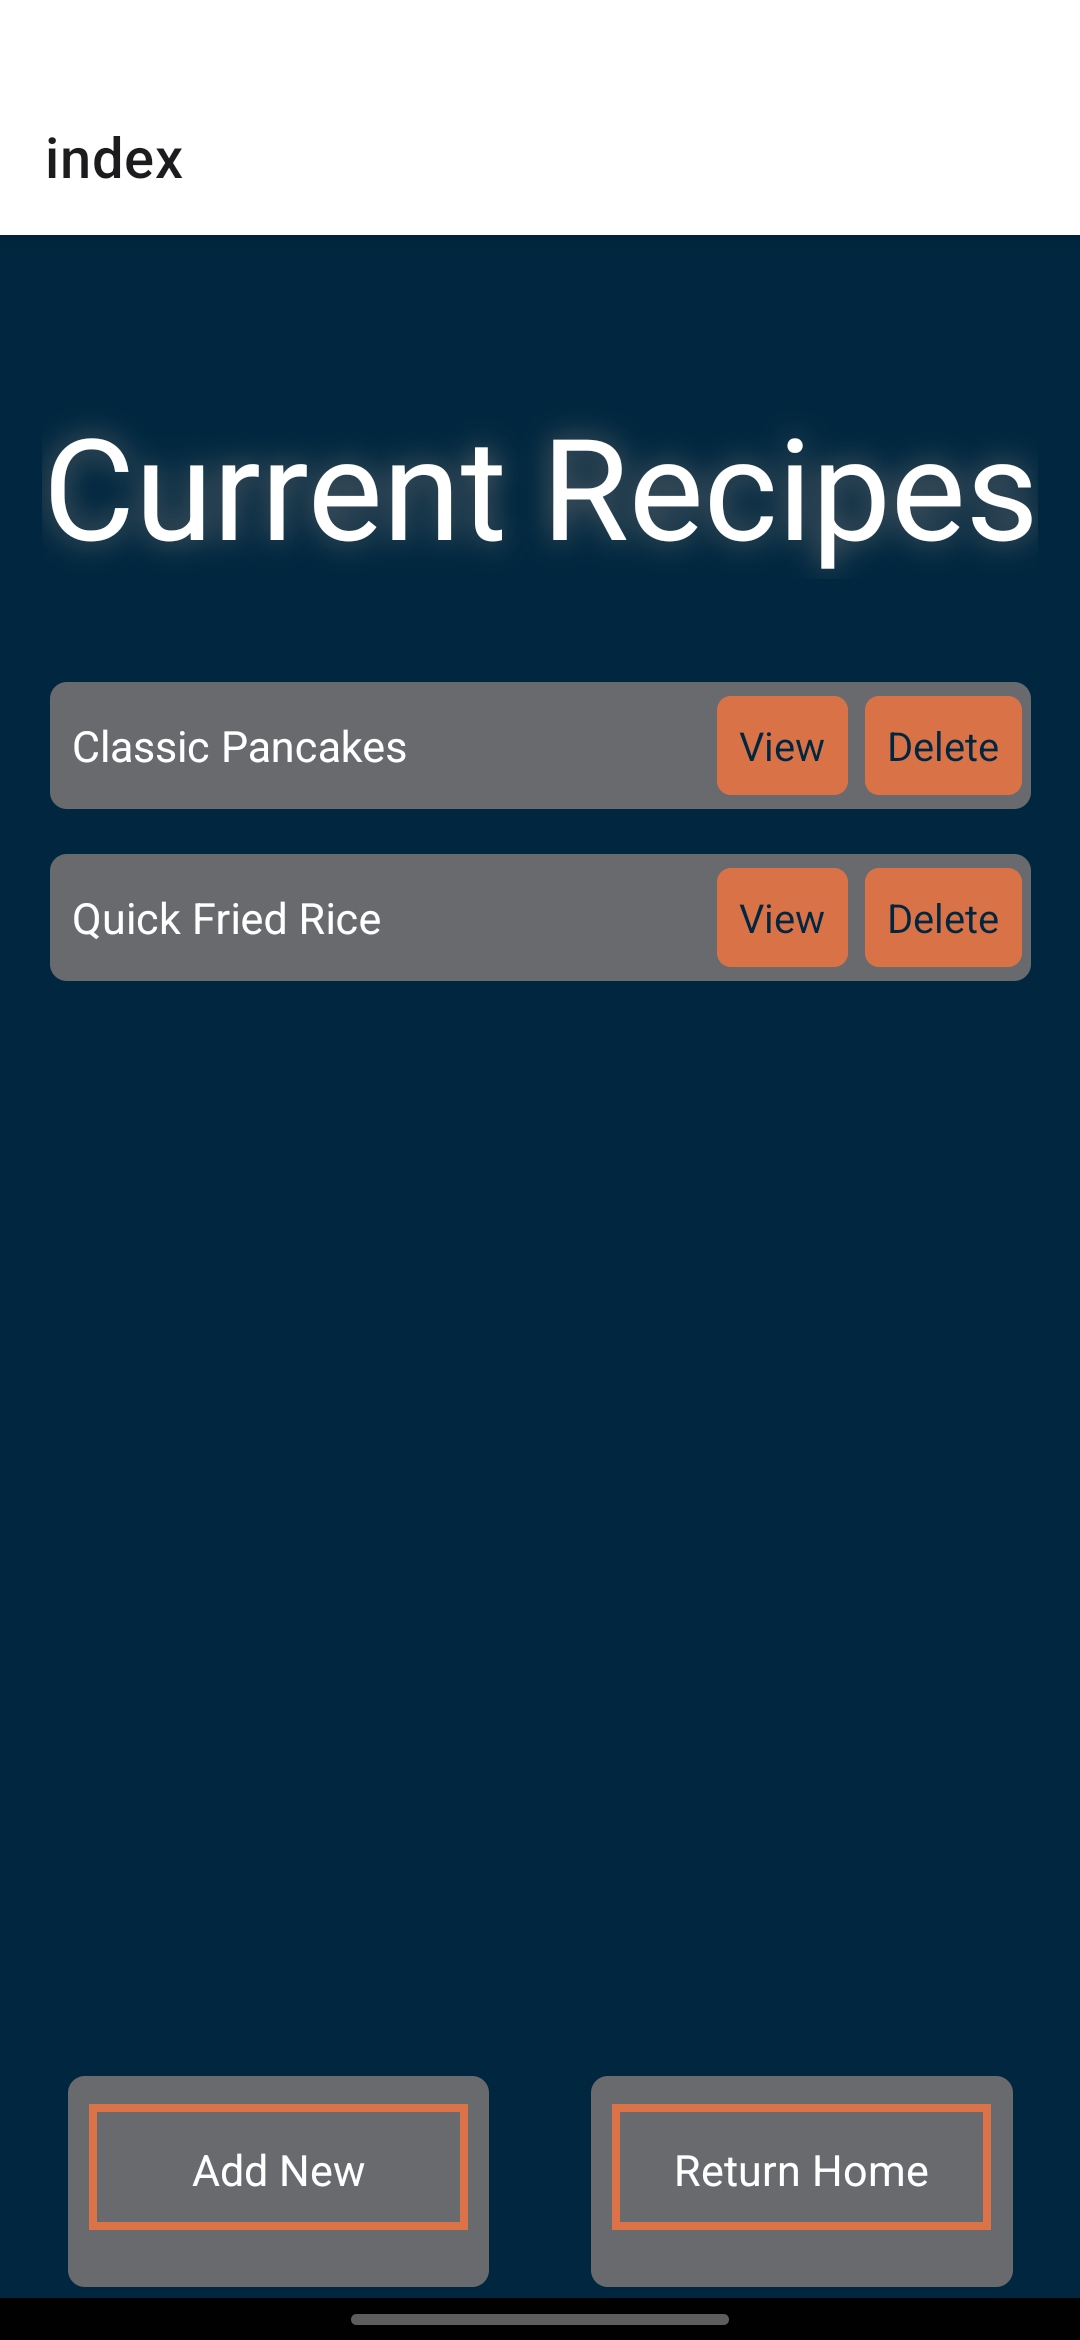 index
Current Recipes
Classic Pancakes View Delete
Quick Fried Rice View Delete
Add New Return Home